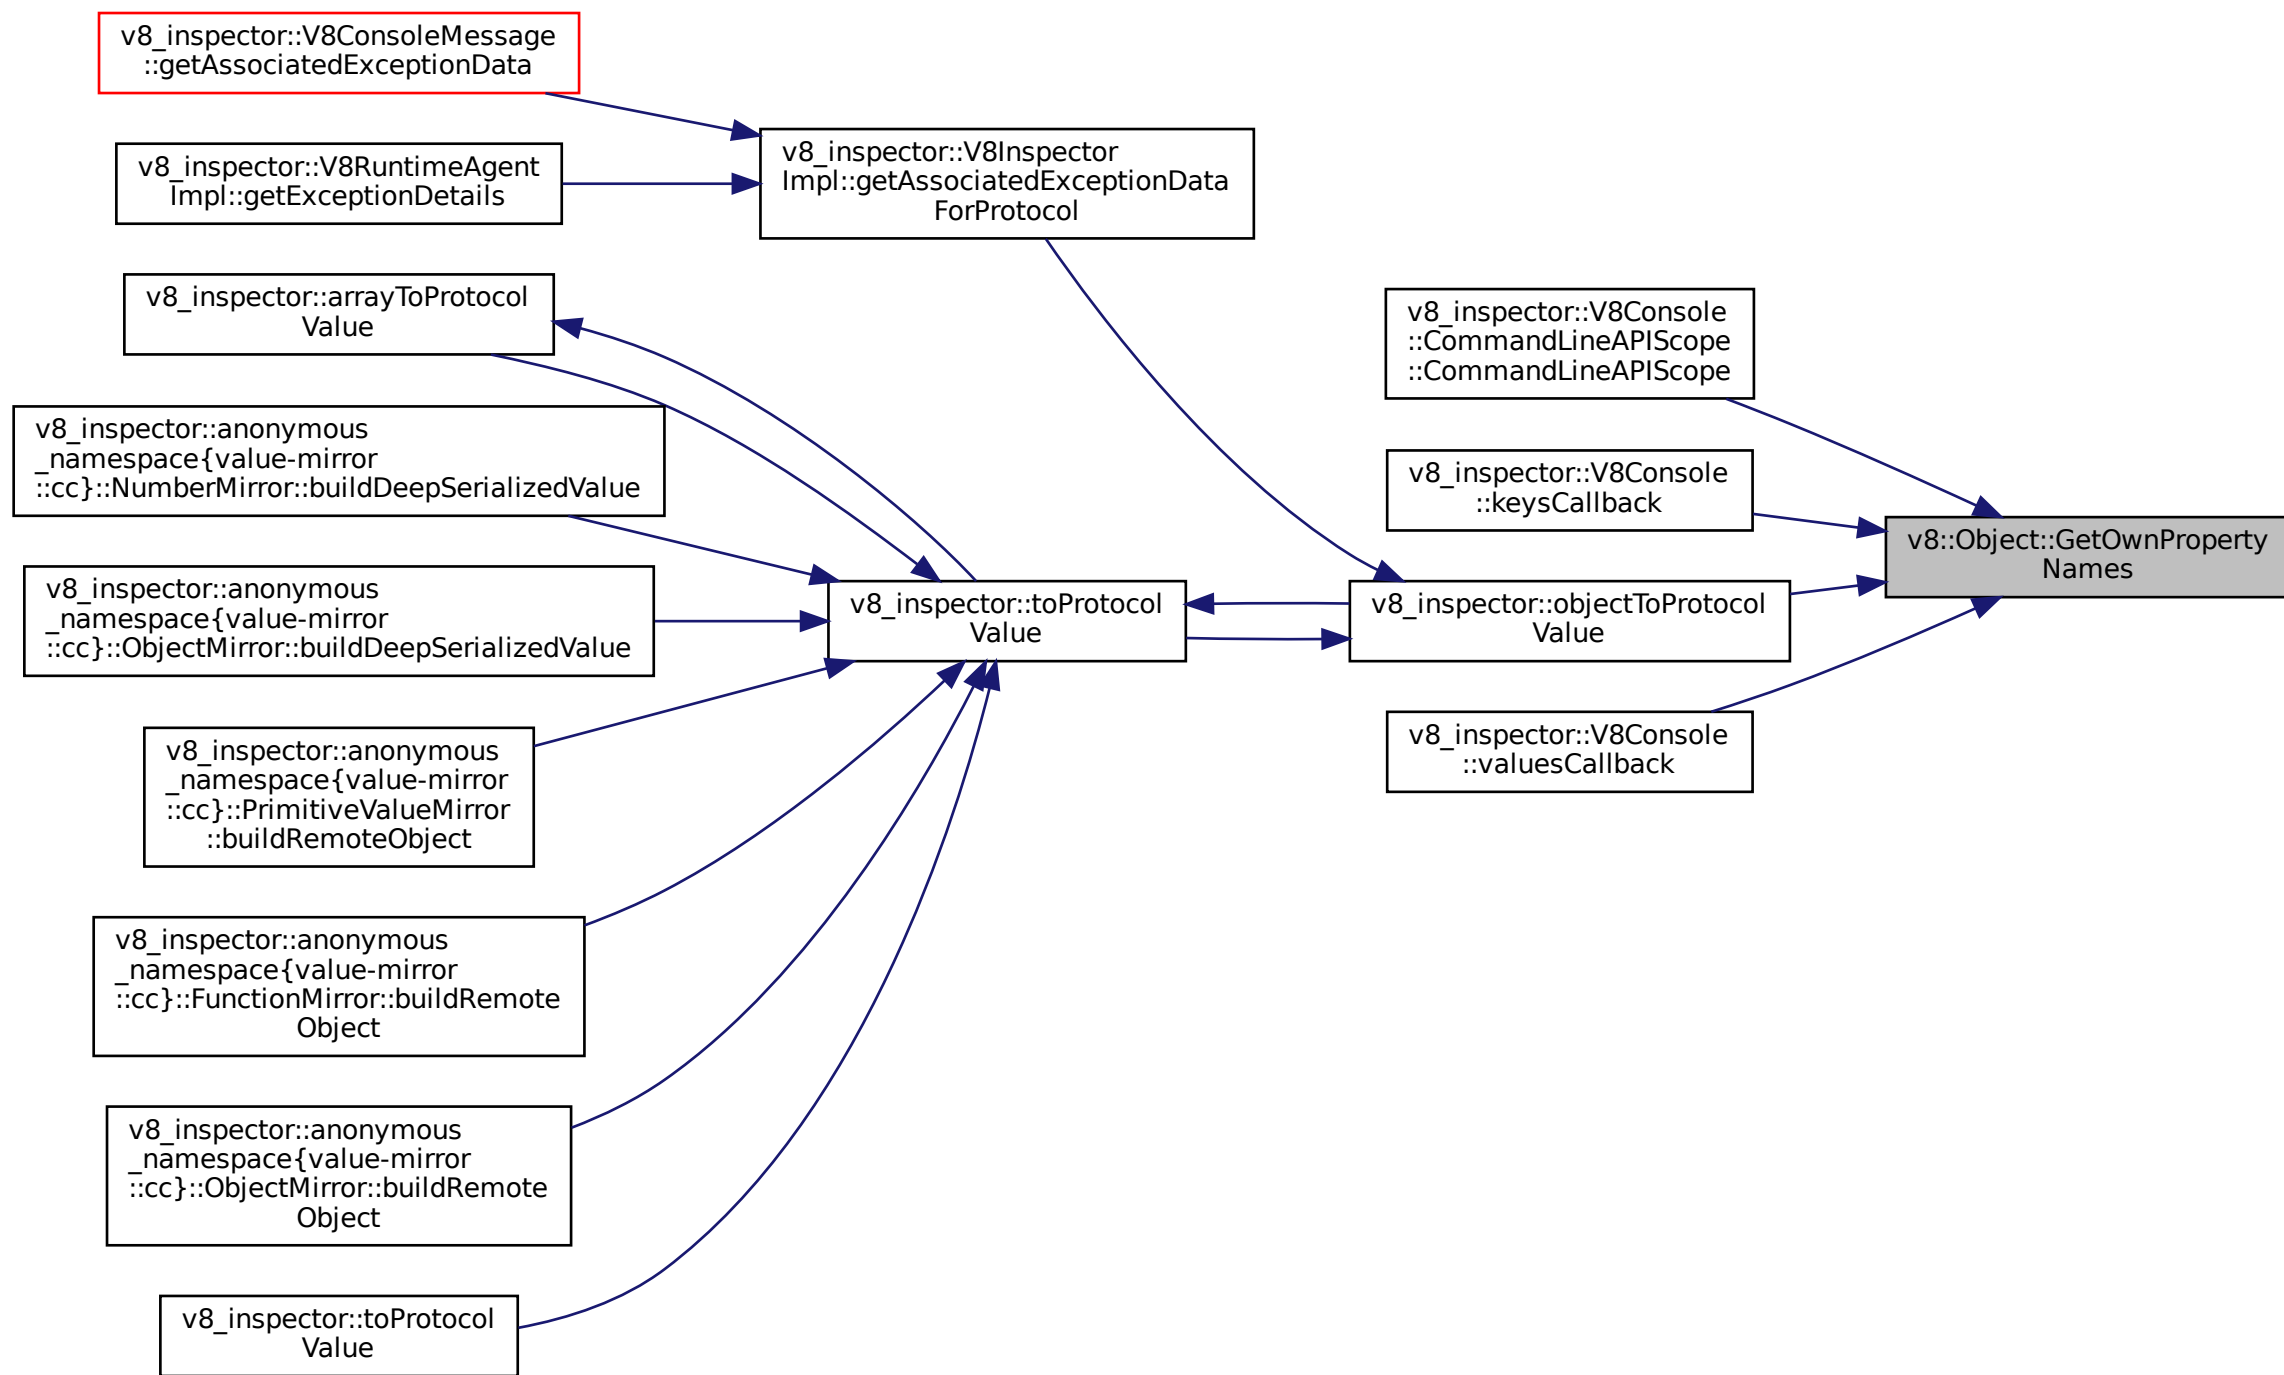 v8_inspector::V8ConsoleMessage
::getAssociatedExceptionData
v8_inspector::V8RuntimeAgent
Impl::getExceptionDetails
v8_inspector::V8Inspector
Impl::getAssociatedExceptionData
ForProtocol
v8_inspector::arrayToProtocol
Value
v8_inspector::anonymous
_namespace{value-mirror
::cc}::NumberMirror::buildDeepSerializedValue
v8_inspector::anonymous
_namespace{value-mirror
::cc}::ObjectMirror::buildDeepSerializedValue
v8_inspector::anonymous
_namespace{value-mirror
::cc}::PrimitiveValueMirror
::buildRemoteObject
v8_inspector::anonymous
_namespace{value-mirror
::cc}::FunctionMirror::buildRemote
Object
v8_inspector::anonymous
_namespace{value-mirror
::cc}::ObjectMirror::buildRemote
Object
v8_inspector::toProtocol
Value
v8_inspector::toProtocol
Value
v8_inspector::V8Console
::CommandLineAPIScope
::CommandLineAPIScope
v8_inspector::V8Console
::keysCallback
v8_inspector::objectToProtocol
Value
v8_inspector::V8Console
::valuesCallback
v8::Object::GetOwnProperty
Names